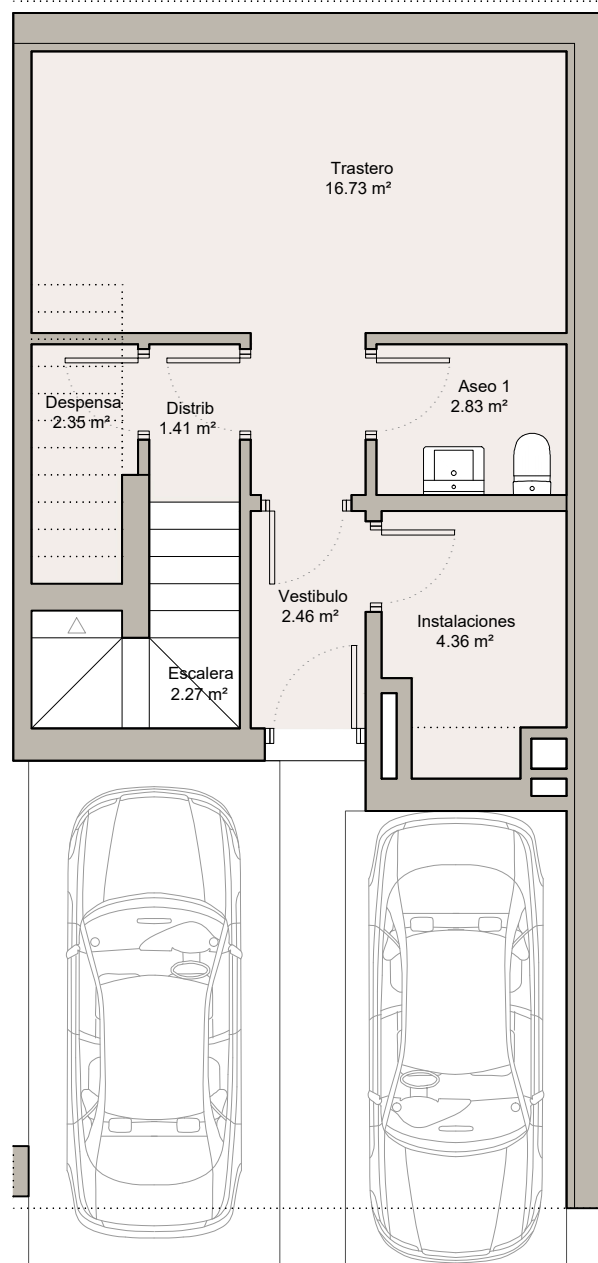 Trastero
16.73 m²
Despensa
2.35 m²
Distrib
1.41 m²
Aseo 1
2.83 m²
Vestibulo
2.46 m²
Instalaciones
4.36 m²
Escalera
2.27 m²